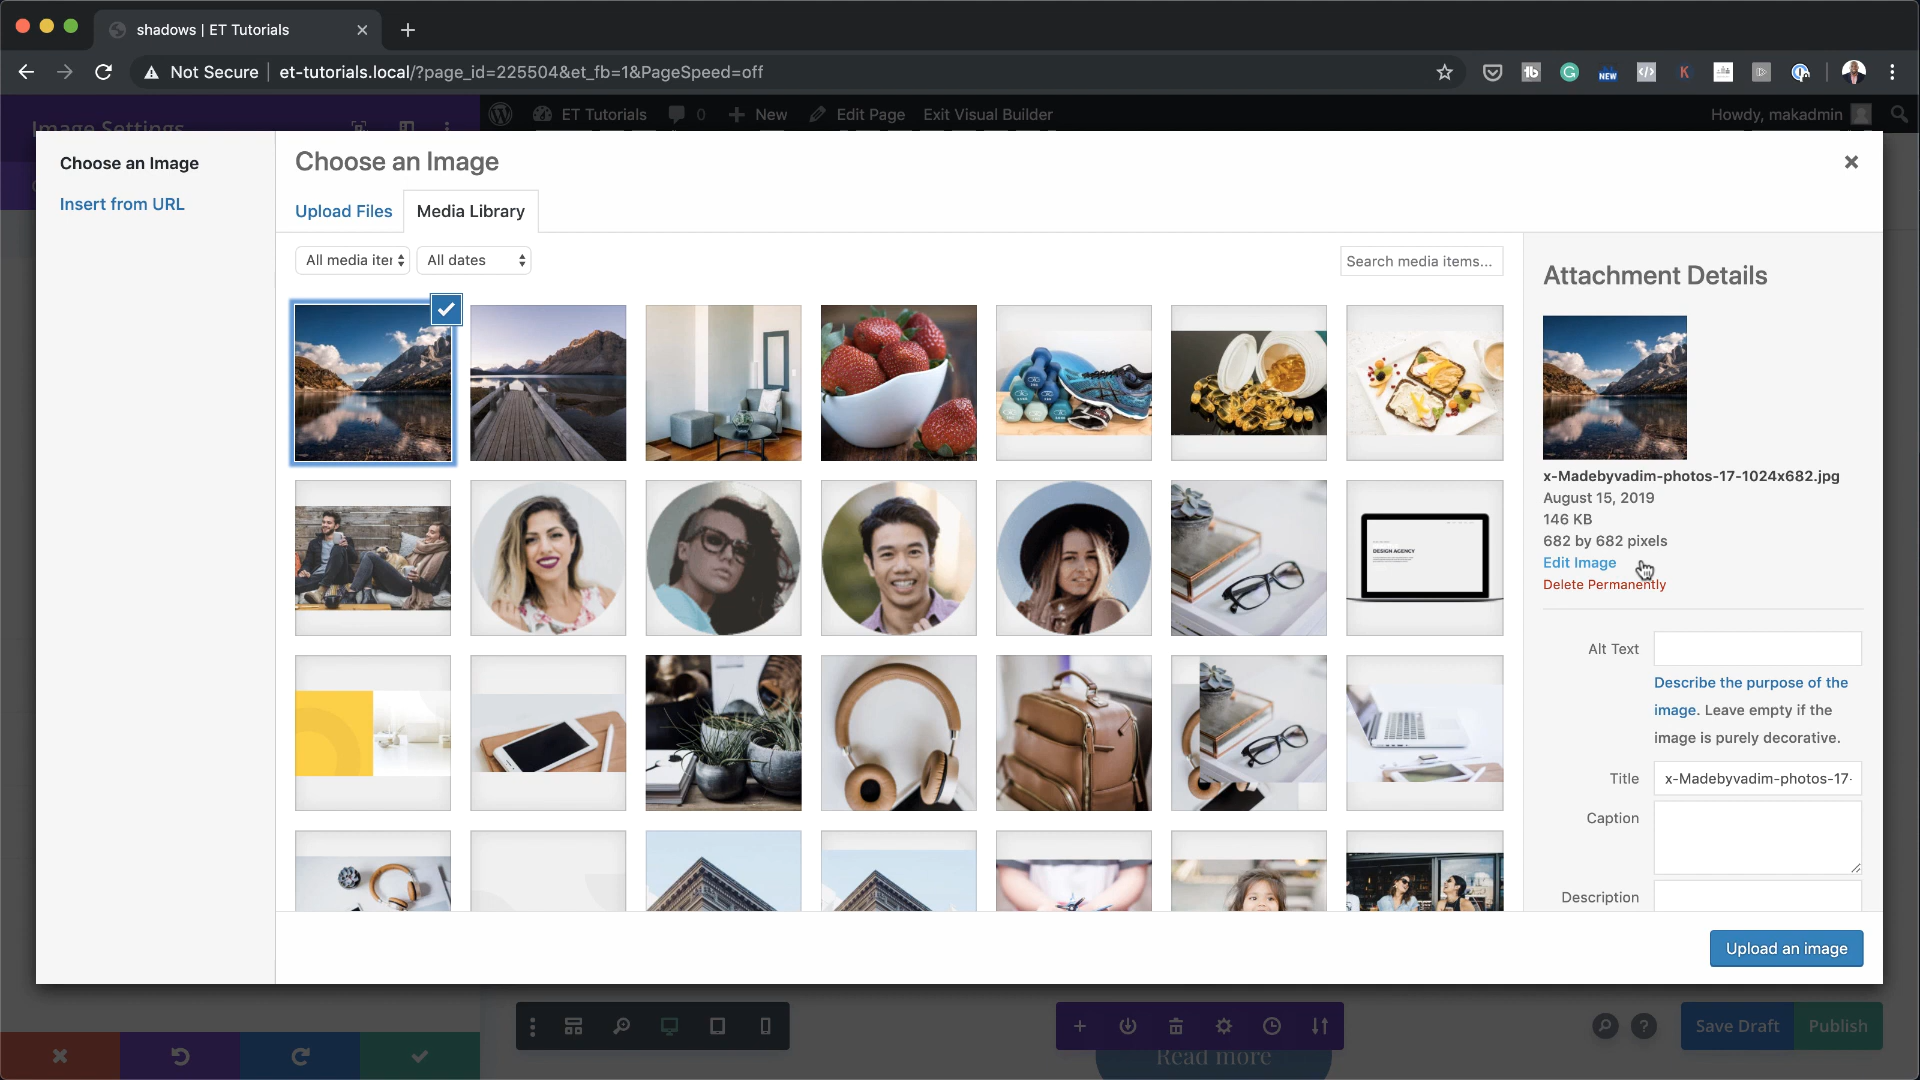 shadows | ET Tutorials
Not Secure
et-tutorials.local/?page_id=225504&et_fb=1&PageSpeed=off
NEW
Image Settings
ET Tutorials
0
New
Edit Page
Exit Visual Builder
Howdy, makadmin
Choose an Image
Insert from URL
Choose an Image
Upload Files
Media Library
All media iter
All dates
Search media items...
Attachment Details
x-Madebyvadim-photos-17-1024x682.jpg
August 15, 2019
146 KB
682 by 682 pixels
Edit Image
Delete Permanently
DESIGN AGENCY
Alt Text
Describe the purpose of the
image. Leave empty if the
image is purely decorative.
Title
x-Madebyvadim-photos-17-
Caption
Description
Upload an image
Read more
Save Draft
Publish